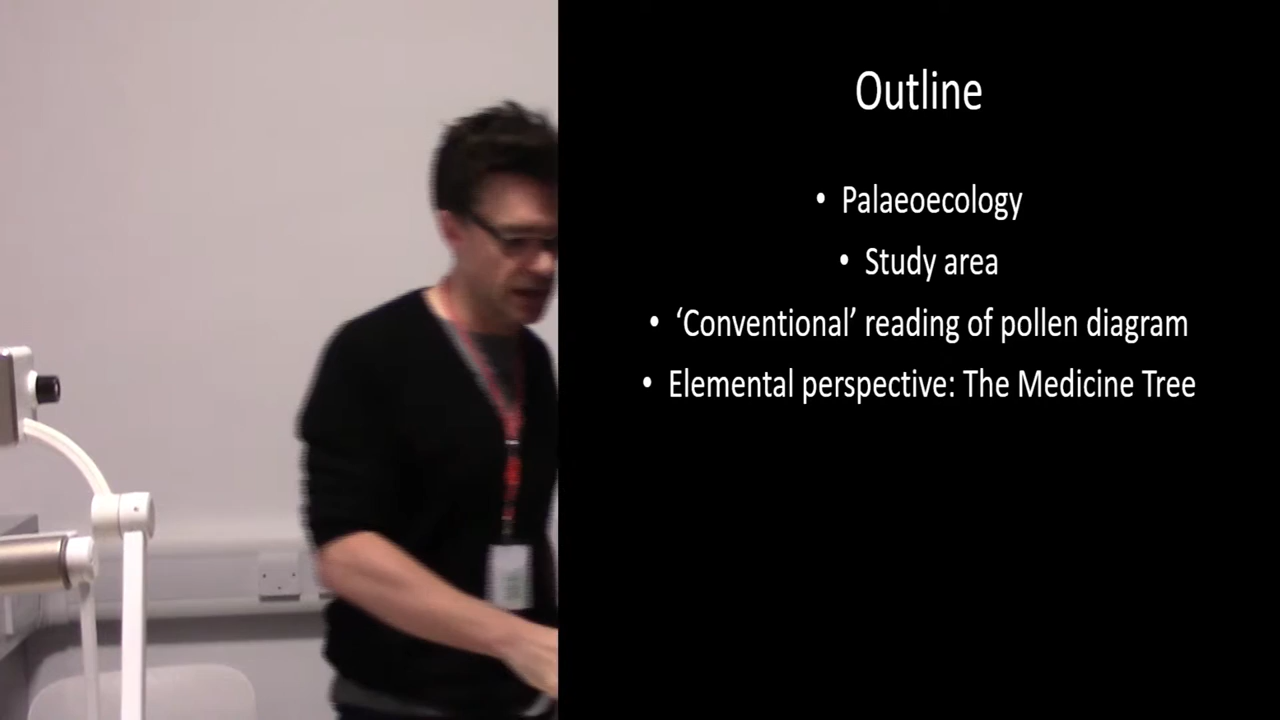 Outline
• Palaeoecology
• Study area
• ‘Conventional’ reading of pollen diagram
• Elemental perspective: The Medicine Tree